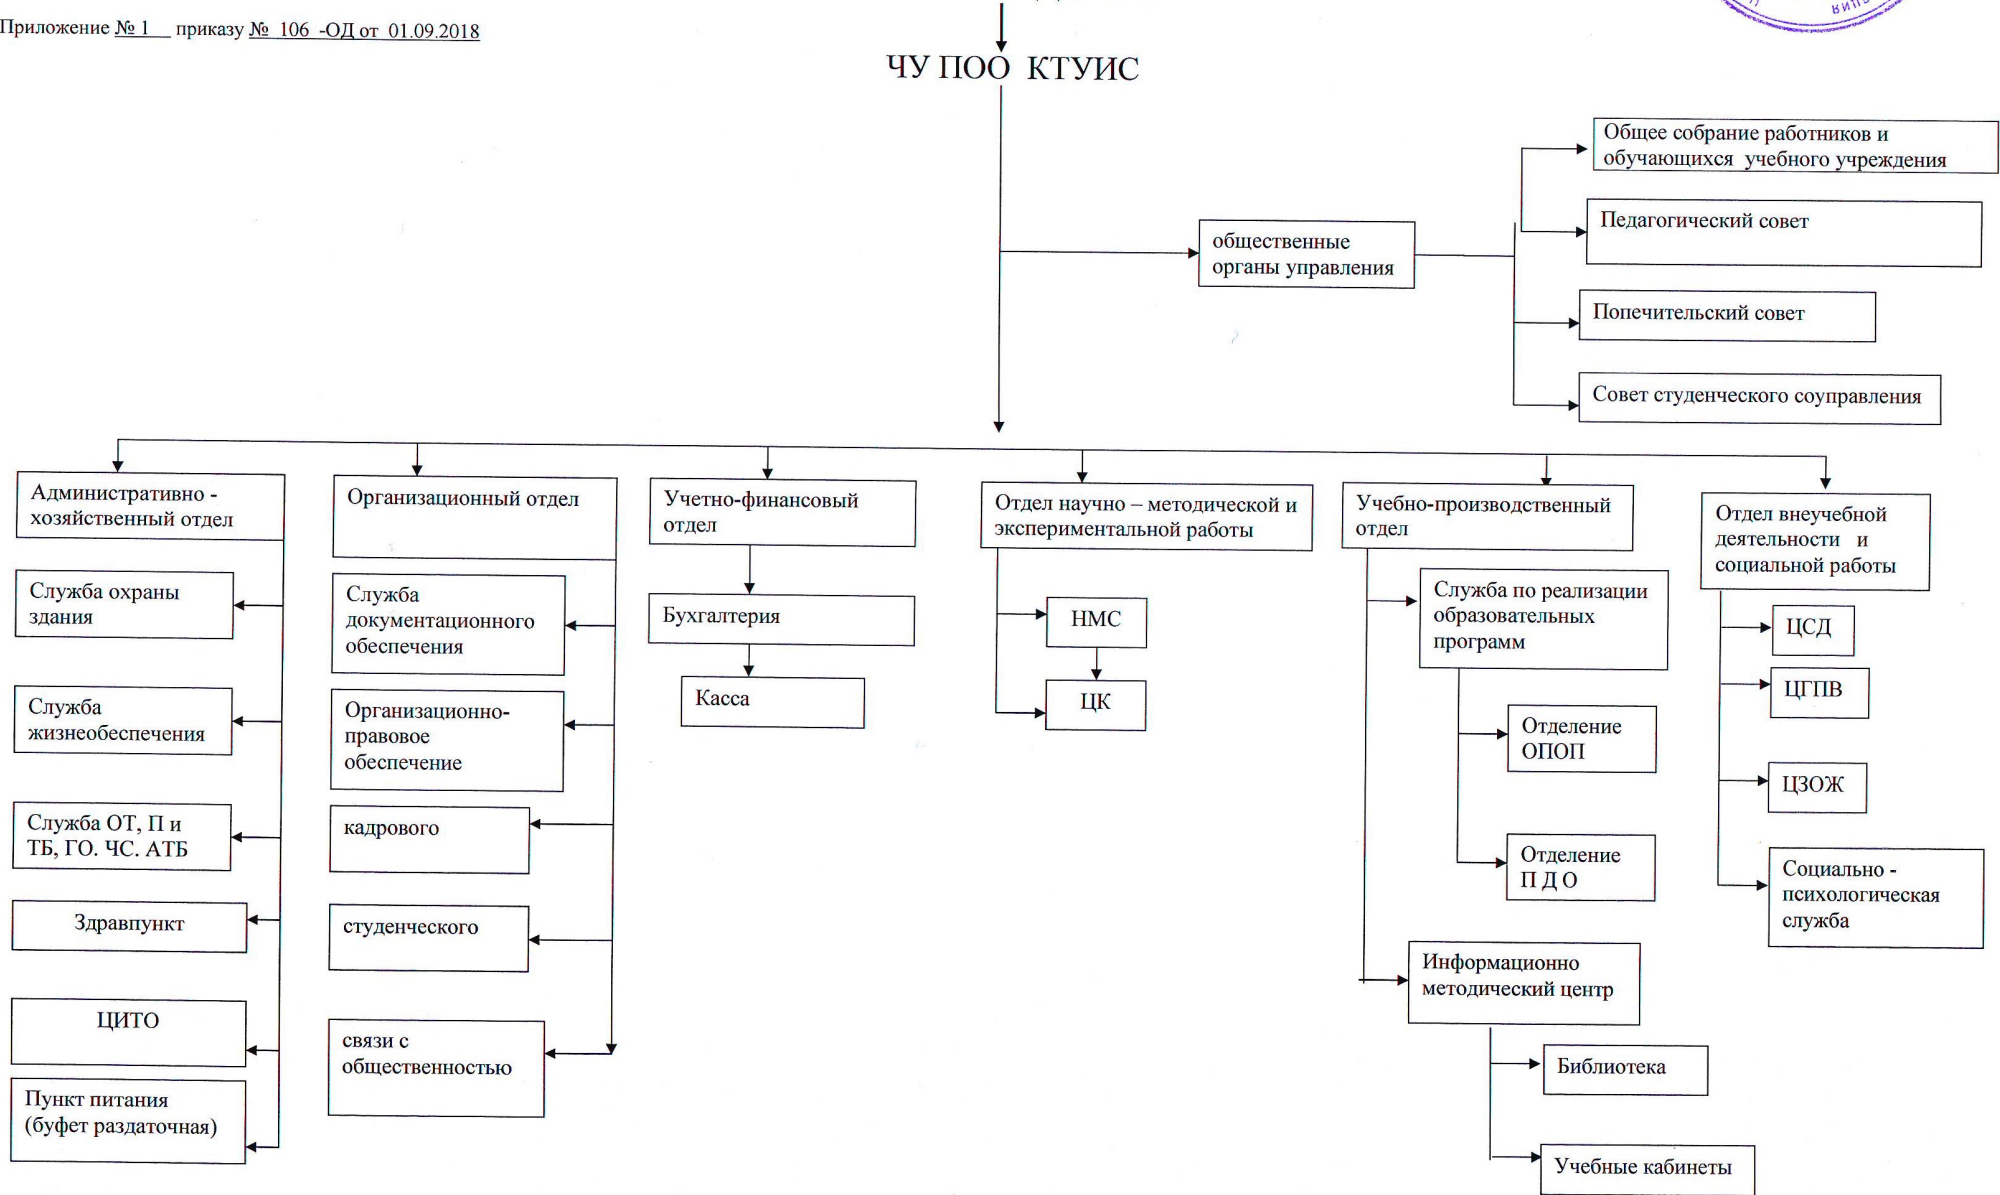 Приложение № 1 приказу № 106 -ОД от 01.09.2018
ЧУ ПОО КТУИС
Общее собрание работников и
обучающихся учебного учреждения
Педагогический совет
общественные
органы управления
Попечительский совет
Совет студенческого соуправления
Административно -
хозяйственный отдел
Служба охраны
здания
Служба
жизнеобеспечения
Служба ОТ, П и
ТБ, ГО. ЧС. АТБ
Здравпункт
ЦИТО
Пункт питания
(буфет раздаточная)
Организационный отдел
Служба
документационного
обеспечения
Организационно-
правовое
обеспечение
кадрового
студенческого
связи с
общественностью
Учетно-финансовый
отдел
Бухгалтерия
Касса
Отдел научно – методической и
экспериментальной работы
НМС
ЦК
Учебно-производственный
отдел
Служба по реализации
образовательных
программ
Отделение
ОПОП
Отделение
П Д О
Информационно
методический центр
Библиотека
Учебные кабинеты
Отдел внеучебной
деятельности и
социальной работы
ЦСД
ЦГПВ
ЦЗОЖ
Социально -
психологическая
служба